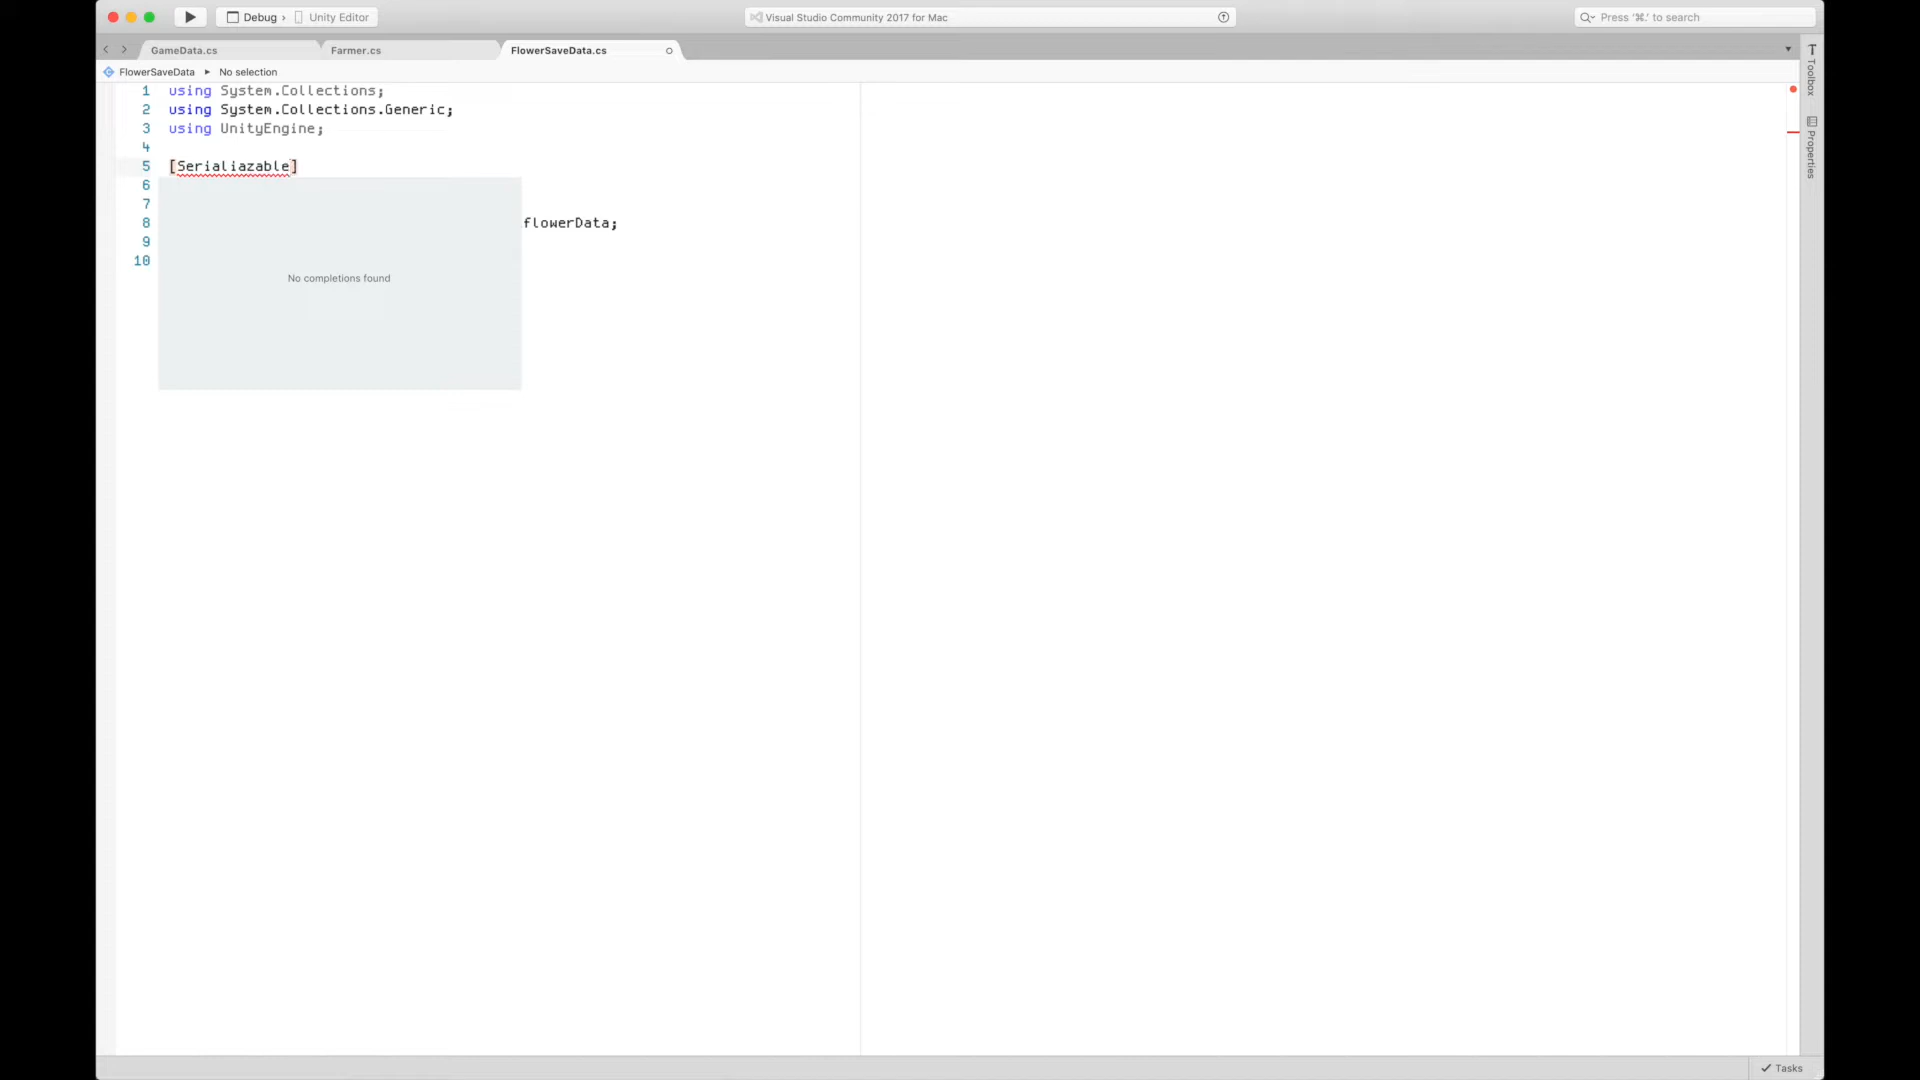 Debug › Unity Editor
Visual Studio Community 2017 for Mac
Press '⌘.' to search
GameData.cs
Farmer.cs
FlowerSaveData.cs
FlowerSaveData ▸ No selection
1 using System.Collections;
2 using System.Collections.Generic;
3 using UnityEngine;
4
5 [Serialiazable]
6
7
8 flowerData;
9
10
No completions found
Toolbox
Properties
Tasks